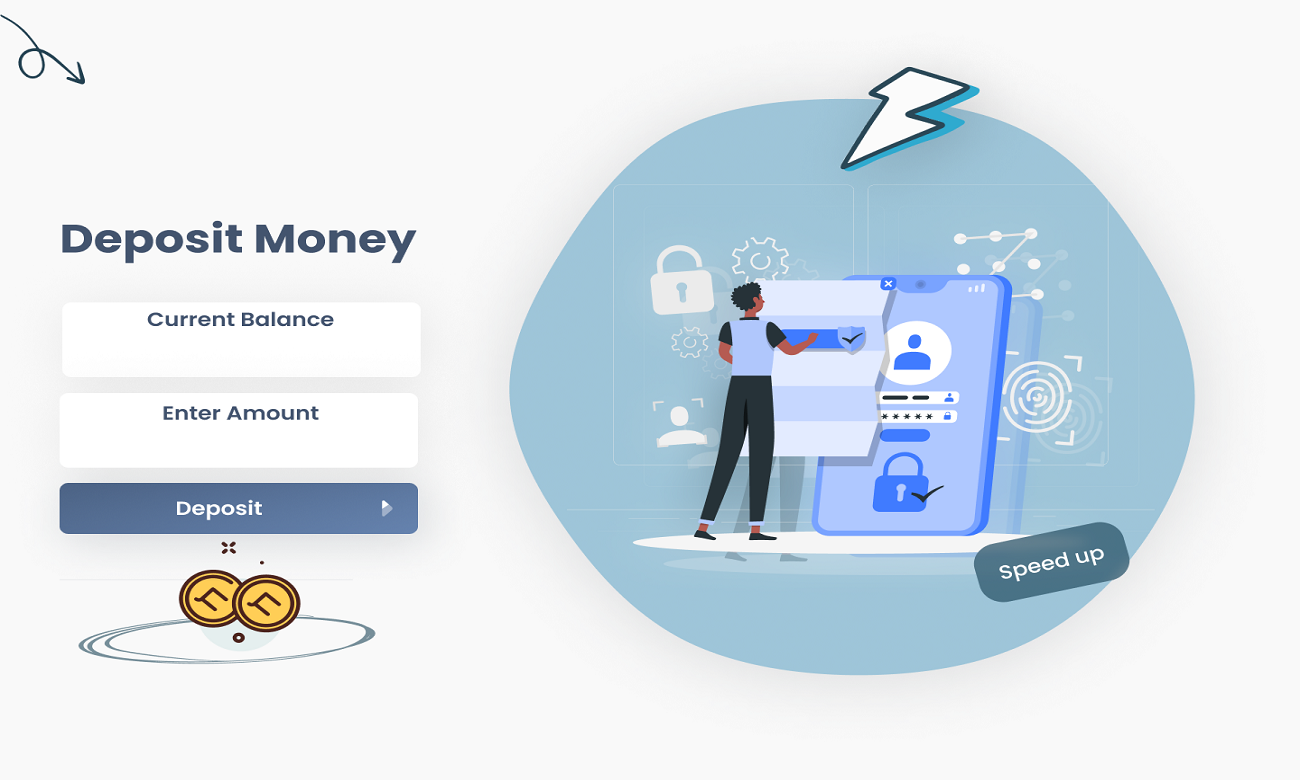 Deposit Money
Current Balance
Enter Amount
Deposit
Speed up